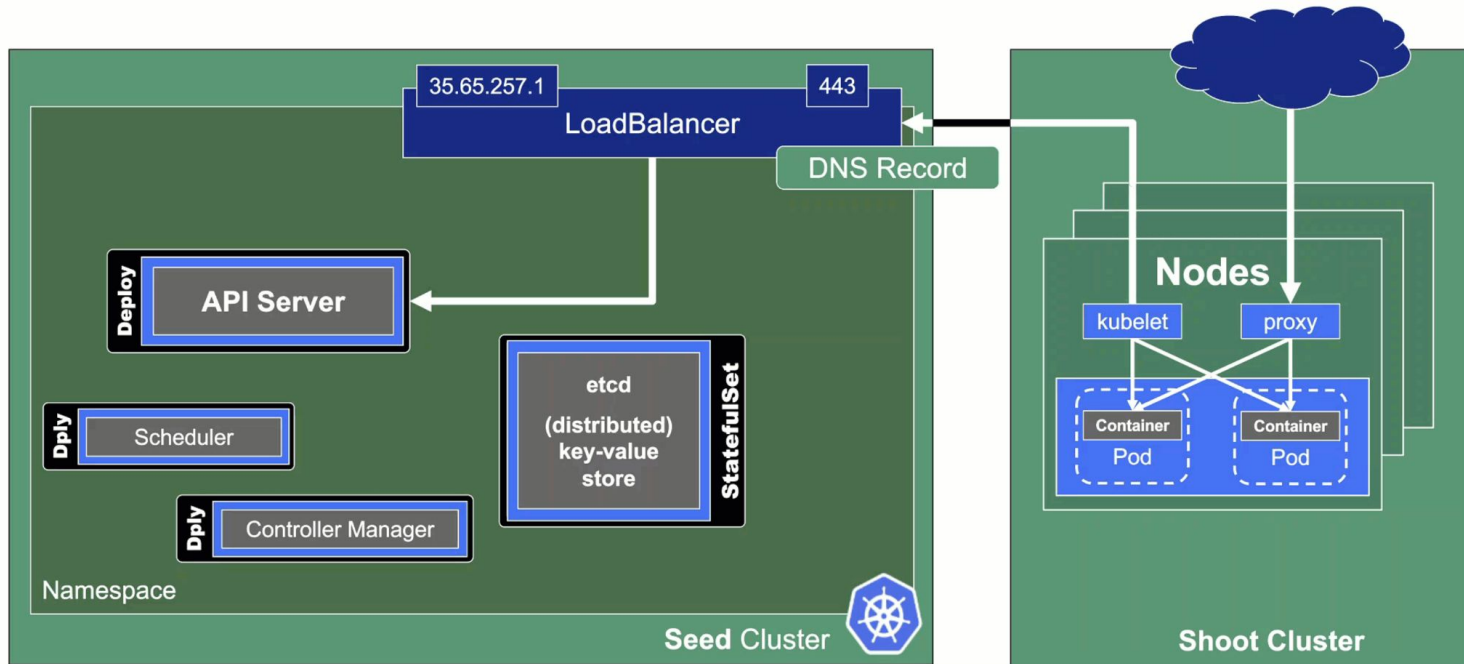 35.65.257.1
443
LoadBalancer
DNS Record
Deploy
API Server
etcd
(distributed)
key-value
store
StatefulSet
Dply
Scheduler
Dply
Controller Manager
Namespace
Seed Cluster
Nodes
kubelet
proxy
Container
Pod
Container
Pod
Shoot Cluster